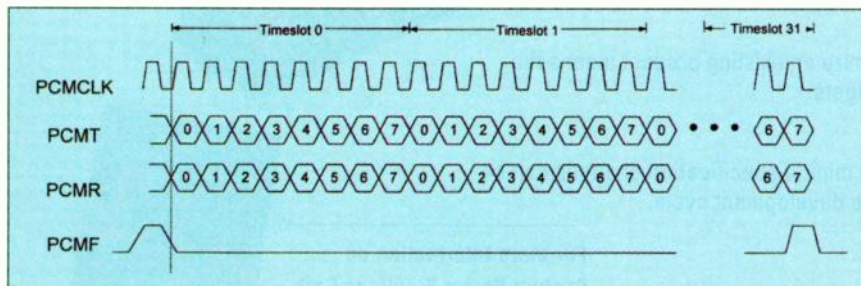 Timeslot 0 Timeslot 1 Timeslot 31
PCMCLK
PCMT 0 1 2 3 4 5 6 7 0 1 2 3 4 5 6 7 0 • • • 6 7
PCMR 0 1 2 3 4 5 6 7 0 1 2 3 4 5 6 7 0 6 7
PCMF